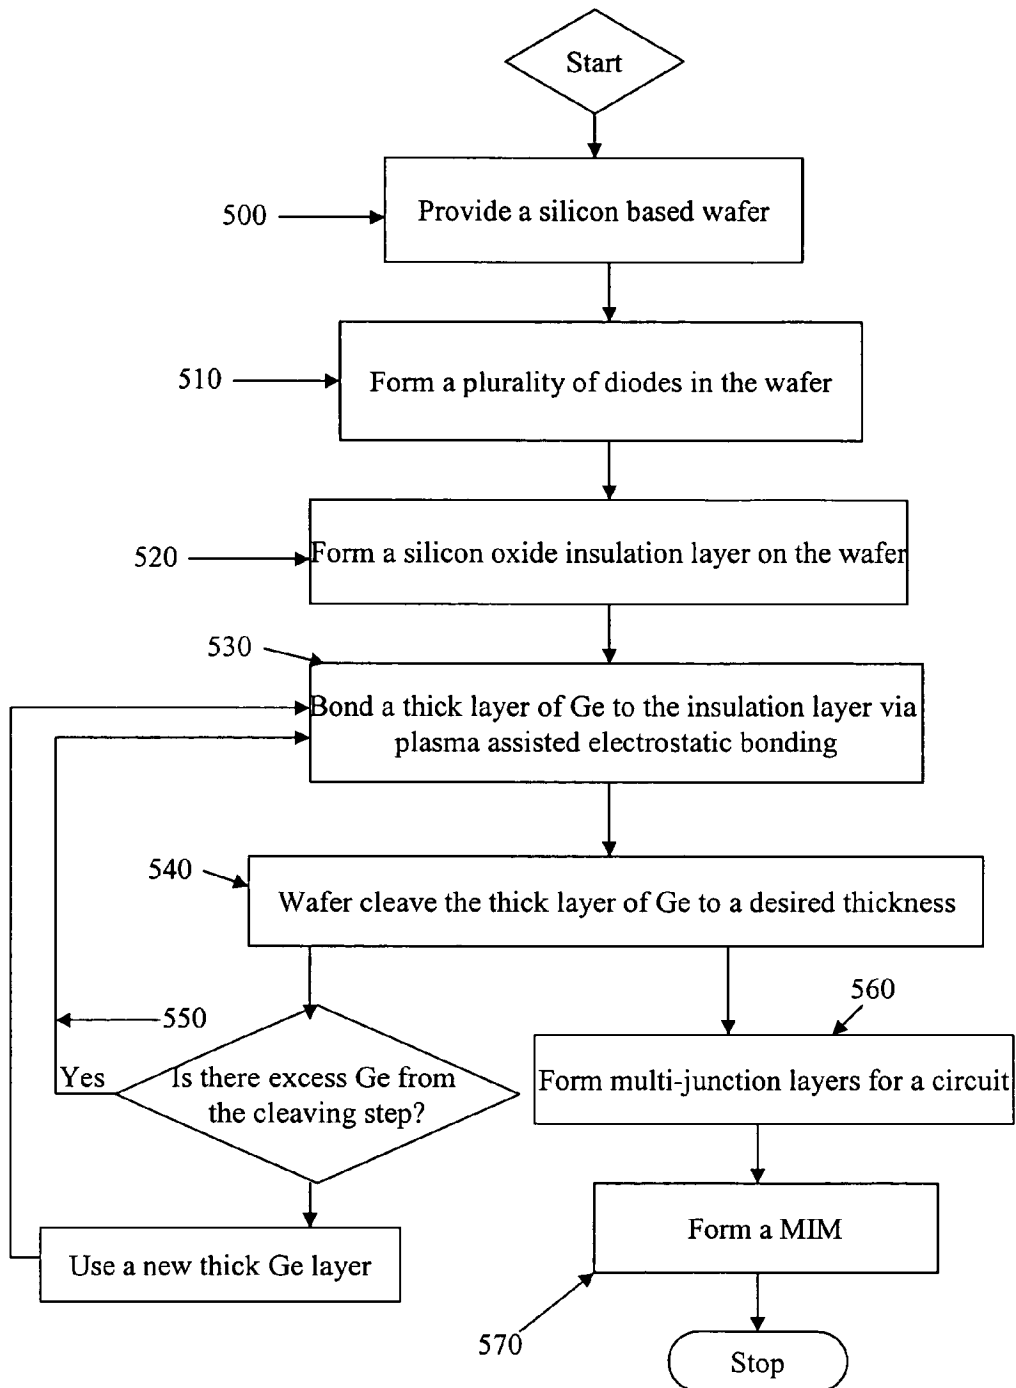 Start
500
Provide a silicon based wafer
510
Form a plurality of diodes in the wafer
520
Form a silicon oxide insulation layer on the wafer
530
Bond a thick layer of Ge to the insulation layer via
plasma assisted electrostatic bonding
540
Wafer cleave the thick layer of Ge to a desired thickness
550
560
Yes
Is there excess Ge from
the cleaving step?
Form multi-junction layers for a circuit
Use a new thick Ge layer
Form a MIM
570
Stop